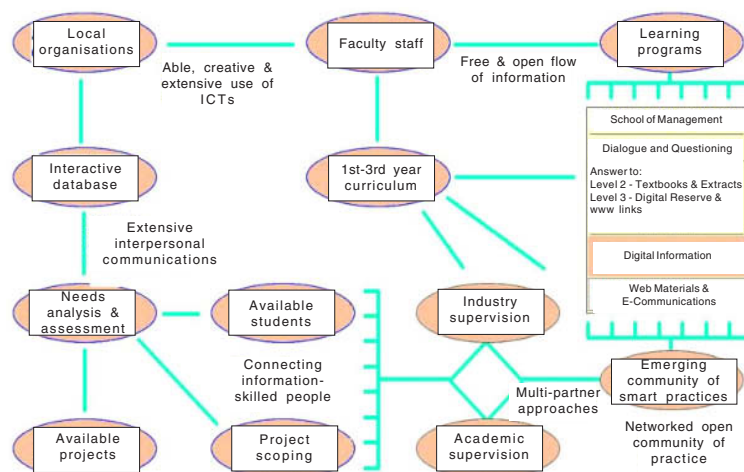 Local
organisations
Faculty staff
Learning
programs
Able, creative &
extensive use of
ICTs
Free & open flow
of information
School of Management
Dialogue and Questioning
Answer to:
Level 2 - Textbooks & Extracts
Level 3 - Digital Reserve &
www links
Digital Information
Web Materials &
E-Communications
Interactive
database
1st-3rd year
curriculum
Extensive
interpersonal
communications
Needs
analysis &
assessment
Available
students
Industry
supervision
Connecting
information-
skilled people
Multi-partner
approaches
Emerging
community of
smart practices
Available
projects
Project
scoping
Academic
supervision
Networked open
community of
practice